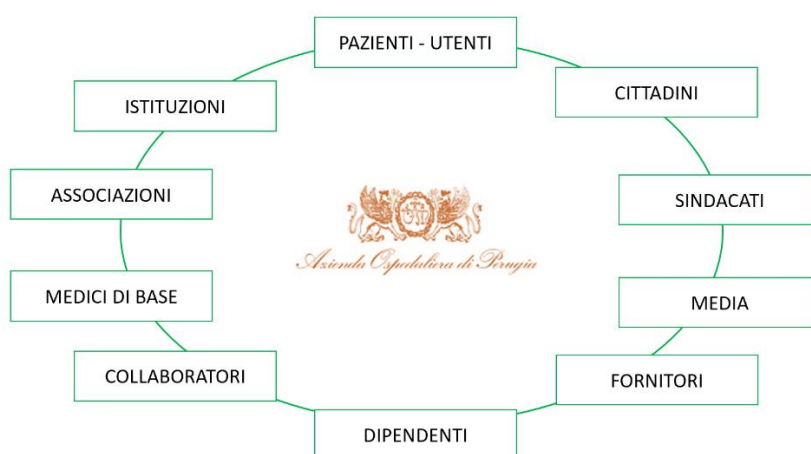 PAZIENTI - UTENTI
CITTADINI
ISTITUZIONI
ASSOCIAZIONI
SINDACATI
Azienda Ospedaliera di Perugia
MEDICI DI BASE
MEDIA
COLLABORATORI
FORNITORI
DIPENDENTI